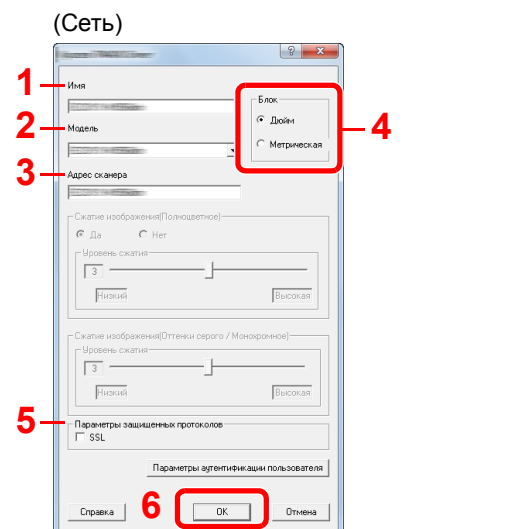 (Сеть)
1
Имя
2
Модель
3
Адрес сканера
Блок
Дюйм
Метрическая
4
Сжатие изображения(Полноцветное)
Да Нет
Уровень сжатия
3
Низкий Высокая
Сжатие изображения(Оттенки серого / Монохромное)
Уровень сжатия
3
Низкий Высокая
5
Параметры защищенных протоколов
SSL
Параметры аутентификации пользователя
Справка 6 OK Отмена